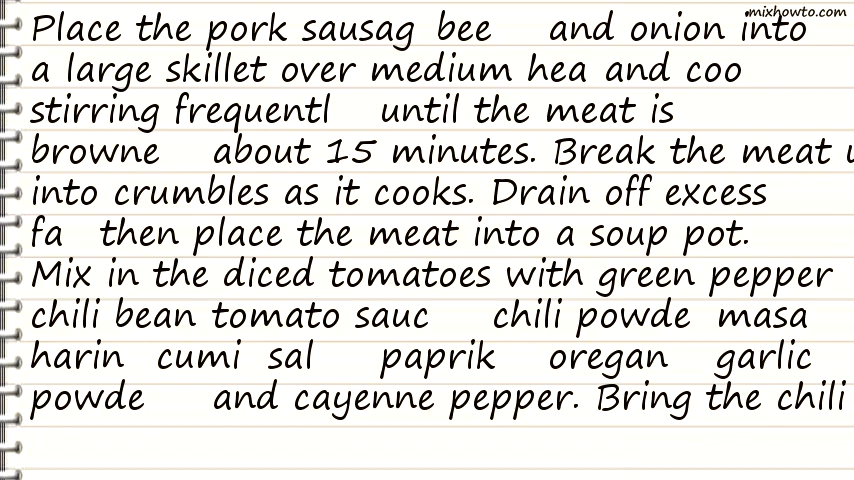 mixhowto.com
Place the pork sausag bee and onion into
a large skillet over medium hea and coo
stirring frequentl until the meat is
browne about 15 minutes. Break the meat u
into crumbles as it cooks. Drain off excess
fa then place the meat into a soup pot.
Mix in the diced tomatoes with green pepper
chili bean tomato sauc chili powde masa
harin cumi sal paprik oregan garlic
powde and cayenne pepper. Bring the chili